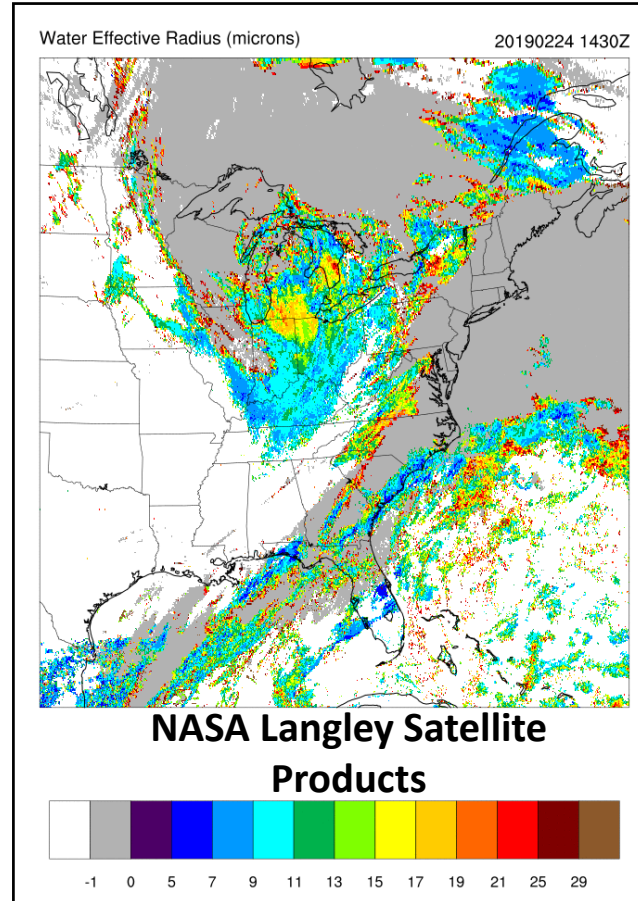 Water Effective Radius (microns) 20190224 1430Z
NASA Langley Satellite
Products
-1 0 5 7 9 11 13 15 17 19 21 25 29